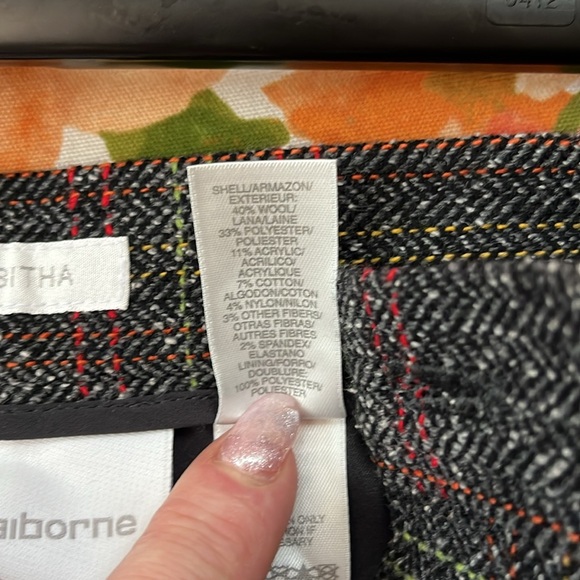 SHELL/ARMAZON/
EXTERIEUR:
40% WOOL/
LANA/LAINE
33% POLYESTER/
POLIESTER
11% ACRYLIC/
ACRILICO/
ACRYLIQUE
7% COTTON/
ALGODON/COTON
4% NYLON/NILON
3% OTHER FIBERS/
OTRAS FIBRAS/
AUTRES FIBRES
2% SPANDEX/
ELASTANO
LINING/FORRO/
DOUBLURE:
100% POLYESTER/
POLIESTER
BITHA
aiborne
ONLY
IF